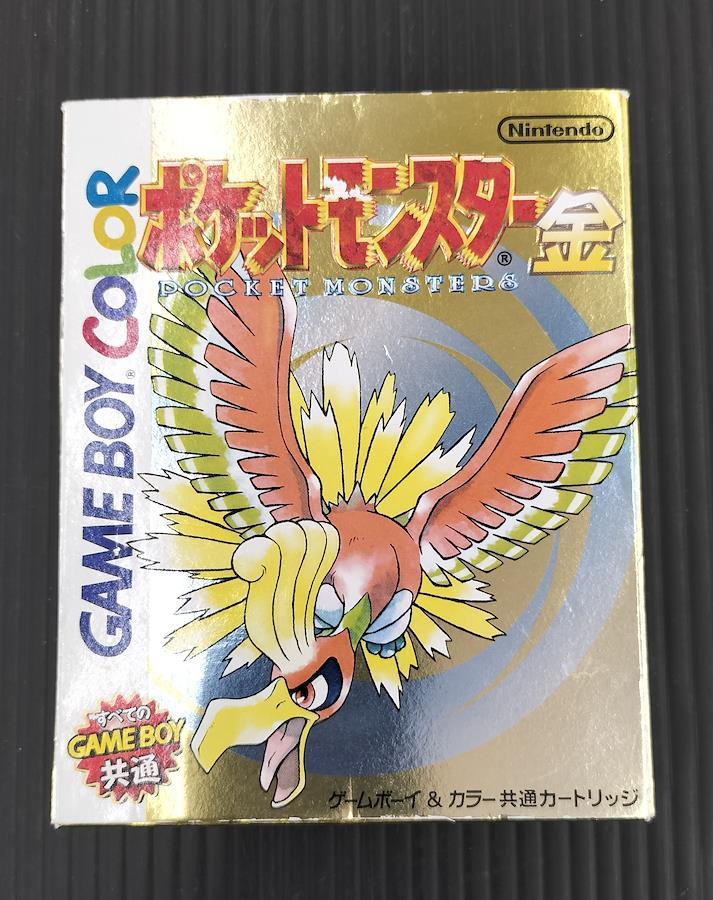 Nintendo
ポケットモンスター金
®
POCKET MONSTERS
GAME BOY® COLOR
すべての
GAME BOY
共通
ゲームボーイ & カラー共通カートリッジ